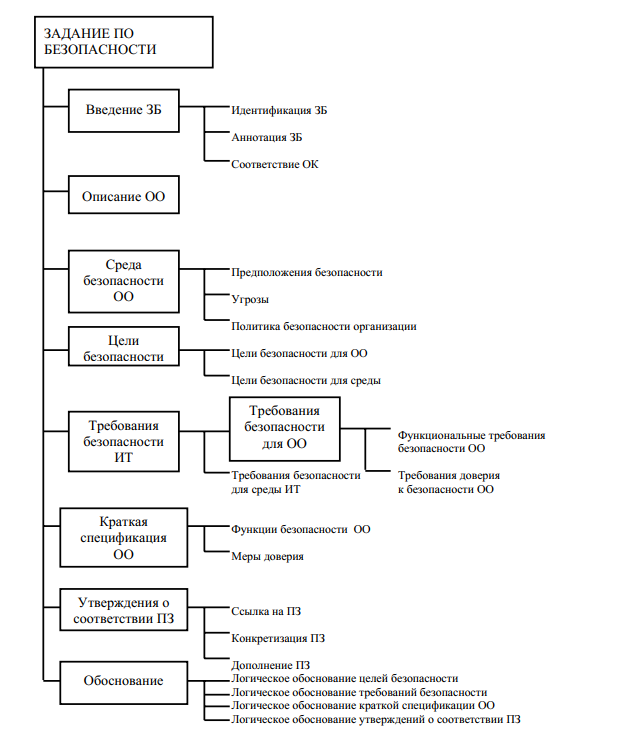 ЗАДАНИЕ ПО
БЕЗОПАСНОСТИ
Введение ЗБ
Идентификация ЗБ
Аннотация ЗБ
Соответствие ОК
Описание ОО
Среда
безопасности
ОО
Предположения безопасности
Угрозы
Политика безопасности организации
Цели
безопасности
Цели безопасности для ОО
Цели безопасности для среды
Требования
безопасности
ИТ
Требования
безопасности
для ОО
Функциональные требования
безопасности ОО
Требования доверия
к безопасности ОО
Требования безопасности
для среды ИТ
Краткая
спецификация
ОО
Функции безопасности ОО
Меры доверия
Утверждения о
соответствии ПЗ
Ссылка на ПЗ
Конкретизация ПЗ
Дополнение ПЗ
Обоснование
Логическое обоснование целей безопасности
Логическое обоснование требований безопасности
Логическое обоснование краткой спецификации ОО
Логическое обоснование утверждений о соответствии ПЗ